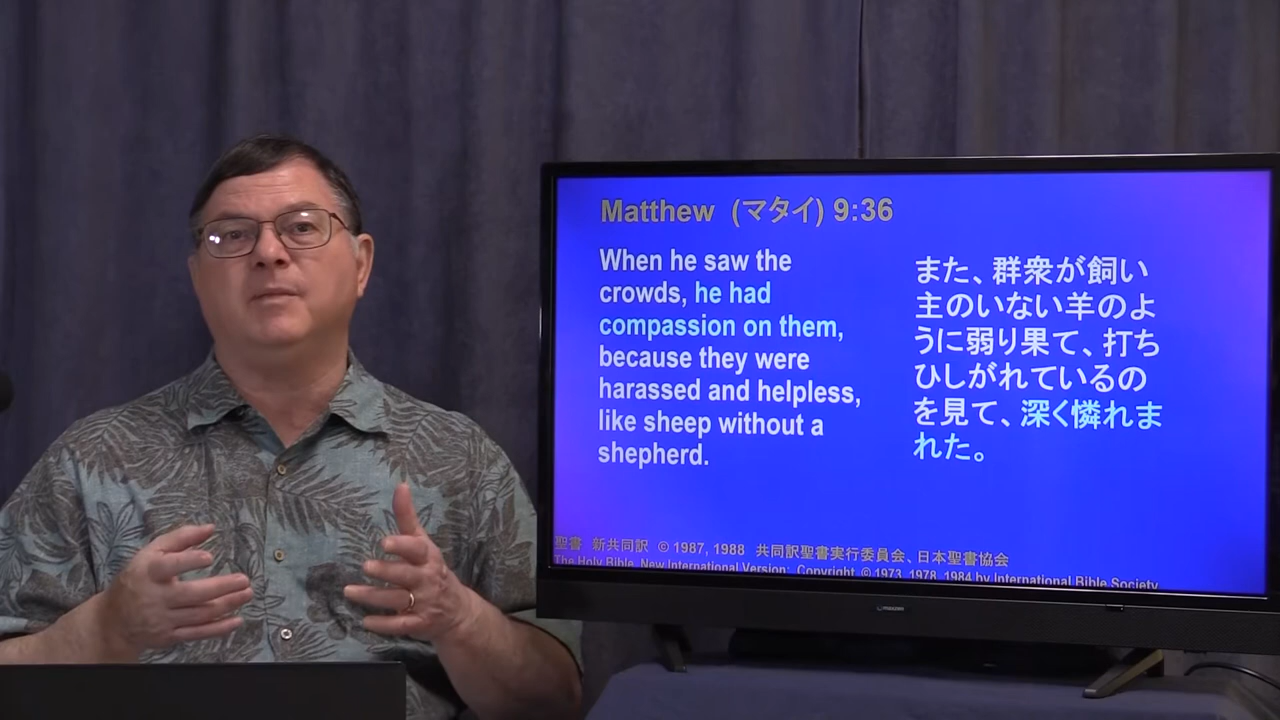 Matthew (マタイ) 9:36
When he saw the
crowds, he had
compassion on them,
because they were
harassed and helpless,
like sheep without a
shepherd.
また、群衆が飼い
主のいない羊のよ
うに弱り果て、打ち
ひしがれているの
を見て、深く憐れま
れた。
聖書 新共同訳 © 1987, 1988 共同訳聖書実行委員会、日本聖書協会
The Holy Bible, New International Version; Copyright © 1973, 1978, 1984 by International Bible Society